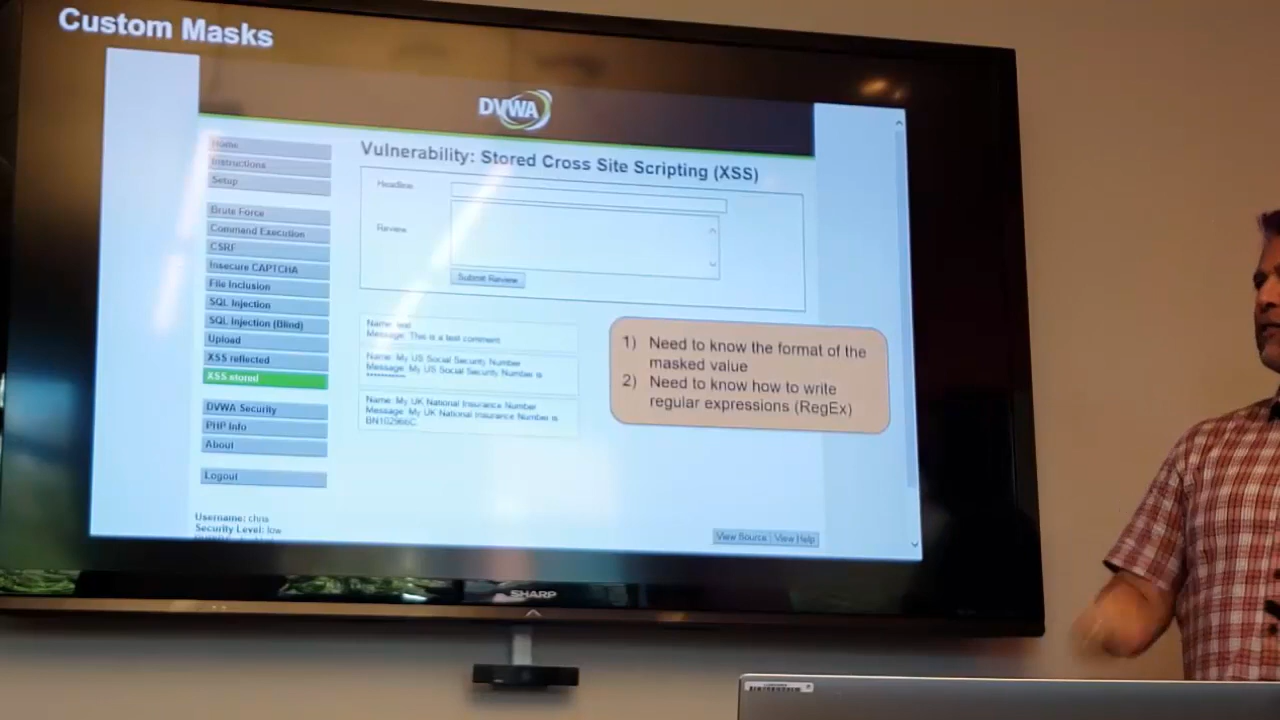 Custom Masks
DVWA
Home
Instructions
Setup
Brute Force
Command Execution
CSRF
Insecure CAPTCHA
File Inclusion
SQL Injection
SQL Injection (Blind)
Upload
XSS reflected
XSS stored
DVWA Security
PHP Info
About
Logout
Username: chris
Security Level: low
Vulnerability: Stored Cross Site Scripting (XSS)
Headline
Review
Submit Review
Name: test
Message: This is a test comment
Name: My US Social Security Number
Message: My US Social Security Number is
Name: My UK National Insurance Number
Message: My UK National Insurance Number is
BN102966C
1) Need to know the format of the
masked value
2) Need to know how to write
regular expressions (RegEx)
View Source | View Help
SHARP